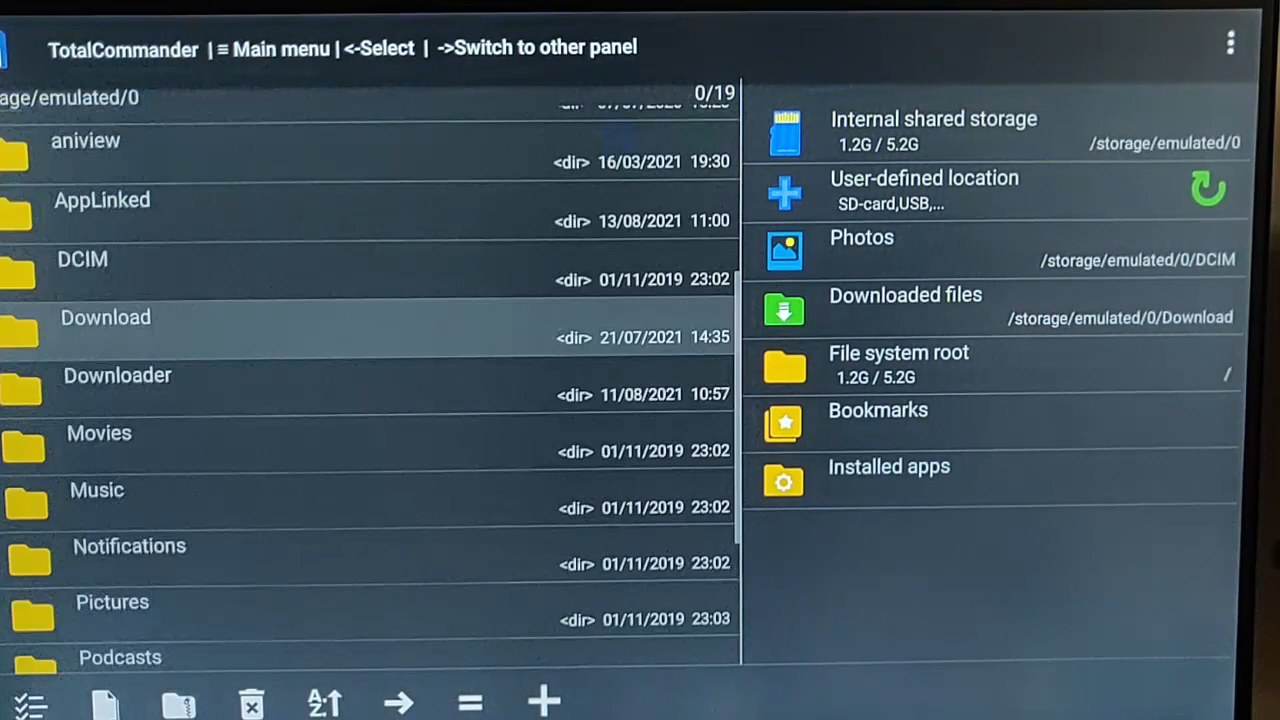 TotalCommander | ≡ Main menu | <-Select | ->Switch to other panel
age/emulated/0
0/19
aniview
<dir> 16/03/2021 19:30
AppLinked
<dir> 13/08/2021 11:00
DCIM
<dir> 01/11/2019 23:02
Download
<dir> 21/07/2021 14:35
Downloader
<dir> 11/08/2021 10:57
Movies
<dir> 01/11/2019 23:02
Music
<dir> 01/11/2019 23:02
Notifications
<dir> 01/11/2019 23:02
Pictures
<dir> 01/11/2019 23:03
Podcasts
Internal shared storage
1.2G / 5.2G
/storage/emulated/0
User-defined location
SD-card,USB,...
Photos
/storage/emulated/0/DCIM
Downloaded files
/storage/emulated/0/Download
File system root
1.2G / 5.2G
/
Bookmarks
Installed apps
A:
Z: